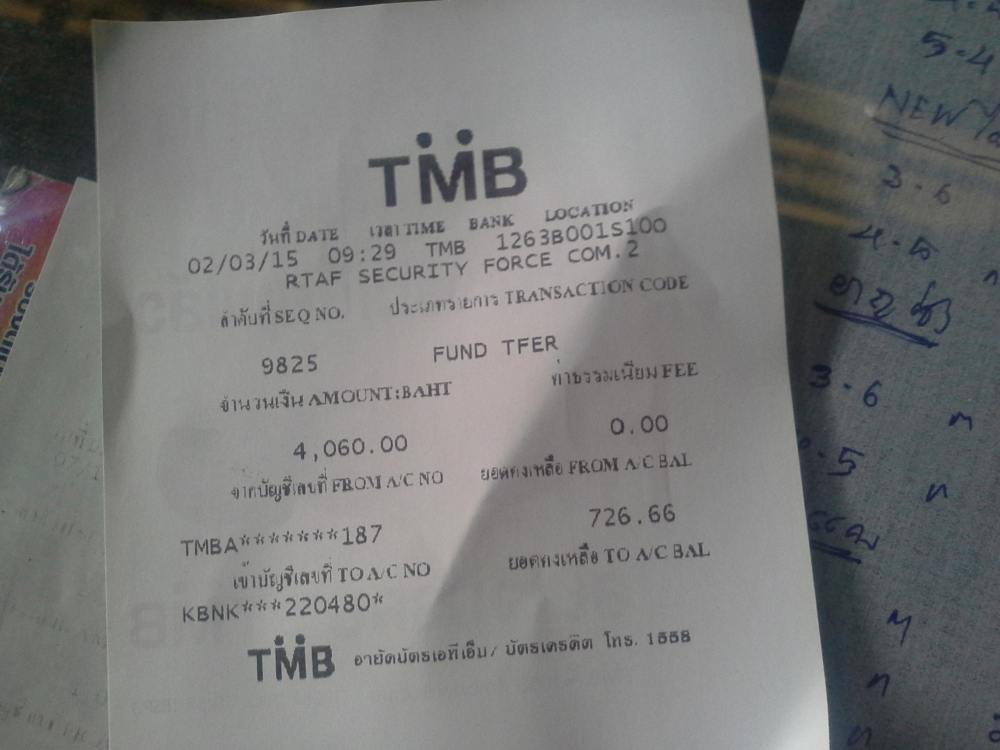 TMB
วันที่ DATE เวลา TIME BANK LOCATION
02/03/15 09:29 TMB 1263B001S100
RTAF SECURITY FORCE COM.2
ลำดับที่ SEQ NO. ประเภทรายการ TRANSACTION CODE
9825 FUND TFER
จำนวนเงิน AMOUNT:BAHT ค่าธรรมเนียม FEE
4,060.00 0.00
จากบัญชีเลขที่ FROM A/C NO ยอดคงเหลือ FROM A/C BAL
TMBA*******187 726.66
เข้าบัญชีเลขที่ TO A/C NO ยอดคงเหลือ TO A/C BAL
KBNK***220480*
TMB อายัดบัตรเอทีเอ็ม/ บัตรเครดิต โทร. 1558
5-4
NEW
3-6
4-5
3-6
5